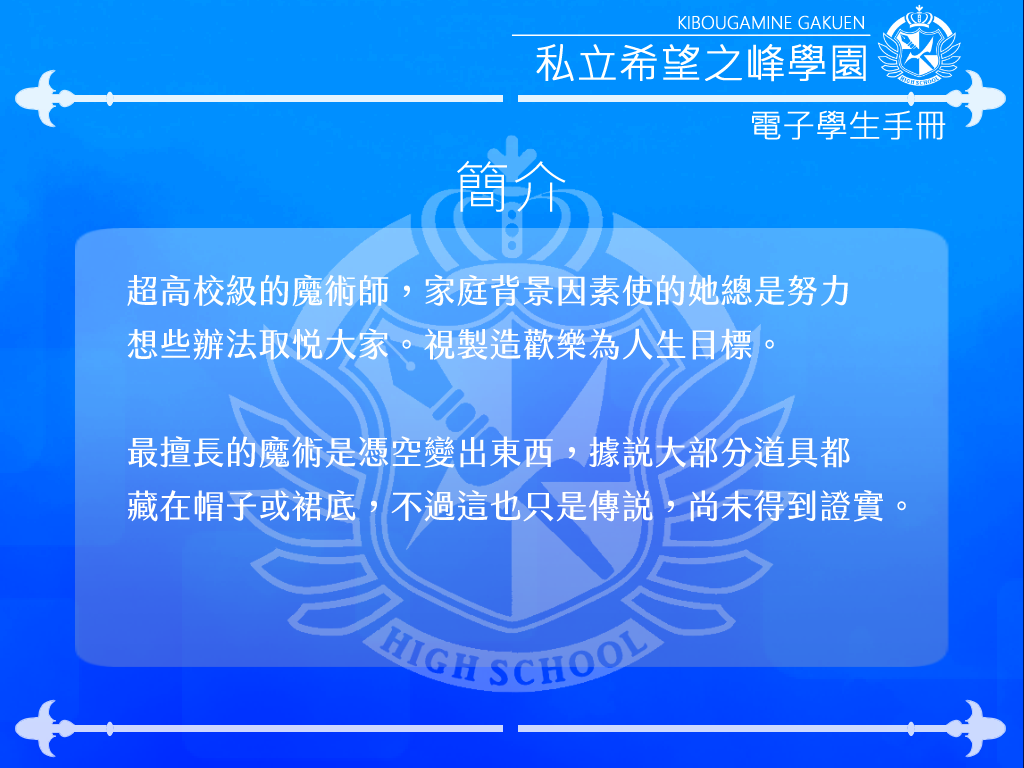 KIBOUGAMINE GAKUEN
私立希望之峰學園
HIGH SCHOOL
電子學生手冊
簡介
超高校級的魔術師，家庭背景因素使的她總是努力
想些辦法取悅大家。視製造歡樂為人生目標。
最擅長的魔術是憑空變出東西，據説大部分道具都
藏在帽子或裙底，不過這也只是傳説，尚未得到證實。
HIGH SCHOOL